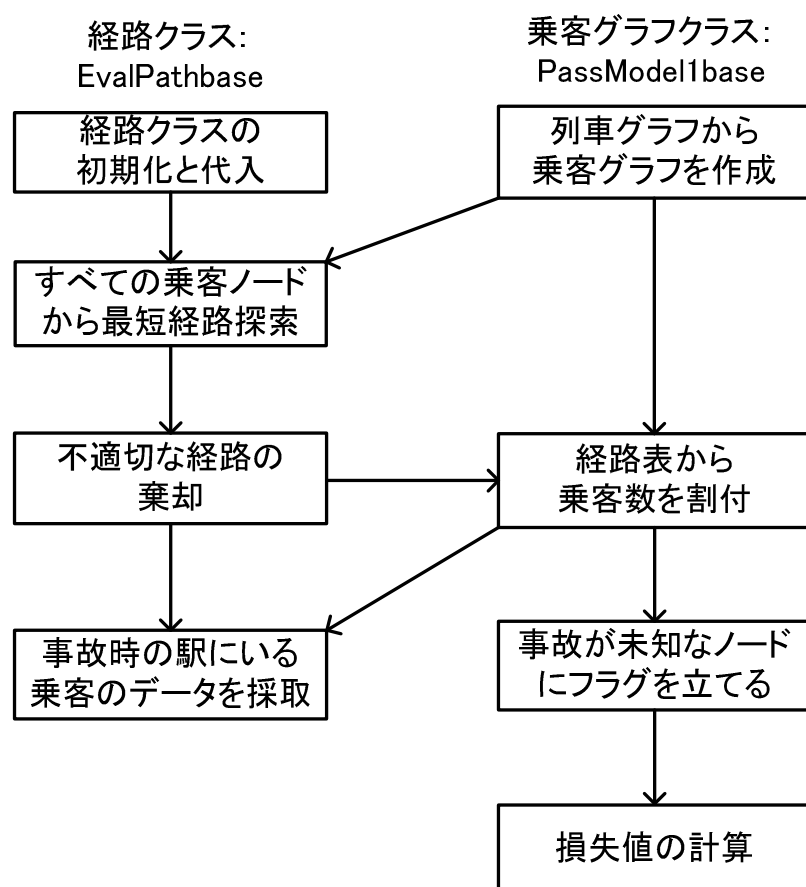 経路クラス:
EvalPathbase
経路クラスの
初期化と代入
すべての乗客ノード
から最短経路探索
不適切な経路の
棄却
事故時の駅にいる
乗客のデータを採取
乗客グラフクラス:
PassModel1base
列車グラフから
乗客グラフを作成
経路表から
乗客数を割付
事故が未知なノード
にフラグを立てる
損失値の計算